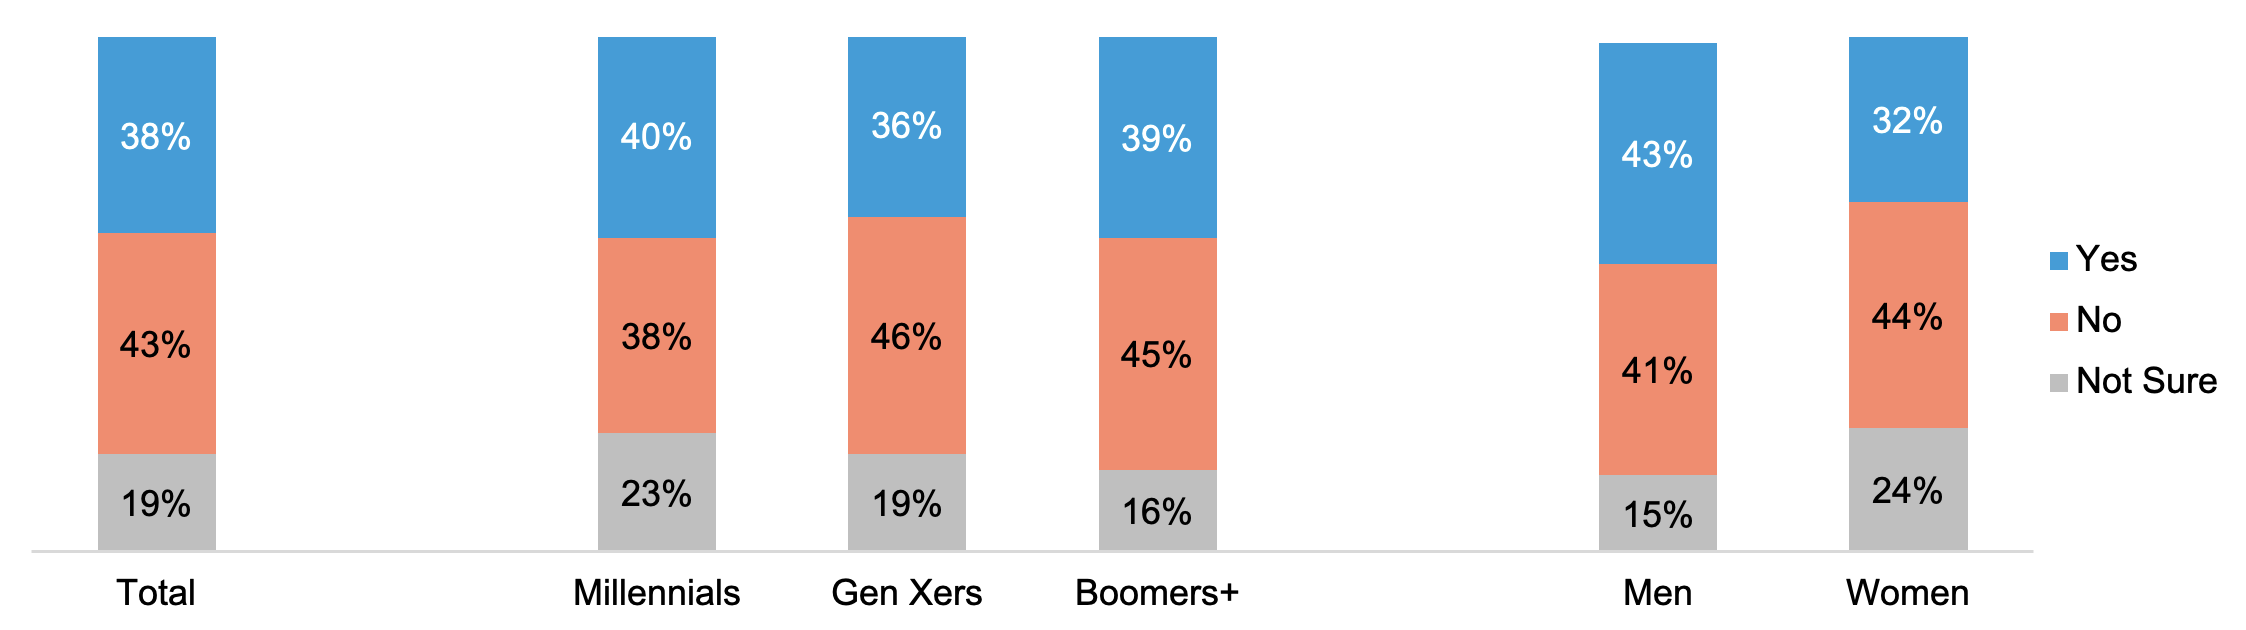 38%
40%
36%
39%
43%
32%
43%
38%
46%
45%
41%
44%
19%
23%
19%
16%
15%
24%
Total
Millennials
Gen Xers
Boomers+
Men
Women
Yes
No
Not Sure